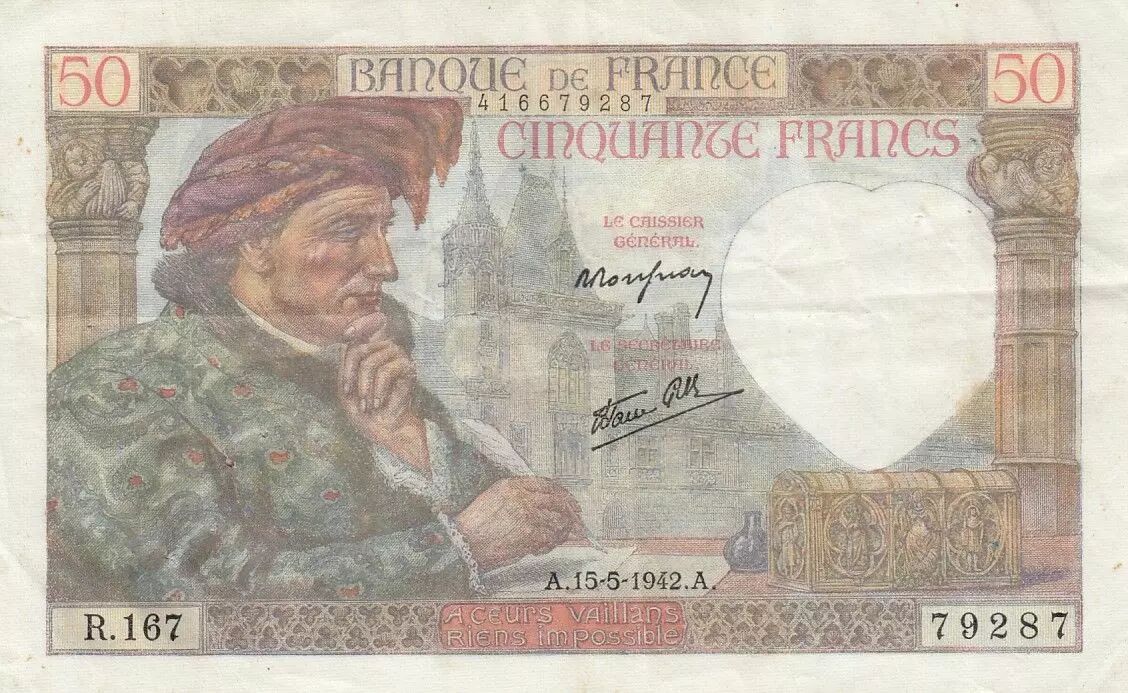 50 BANQUE DE FRANCE 50
416679287
CINQUANTE FRANCS
LE CAISSIER
GÉNÉRAL.
LE SECRÉTAIRE
GÉNÉRAL
A.15-5-1942.A.
R.167
A CEURS VAILLANS
RIENS IMPOSSIBLE
79287